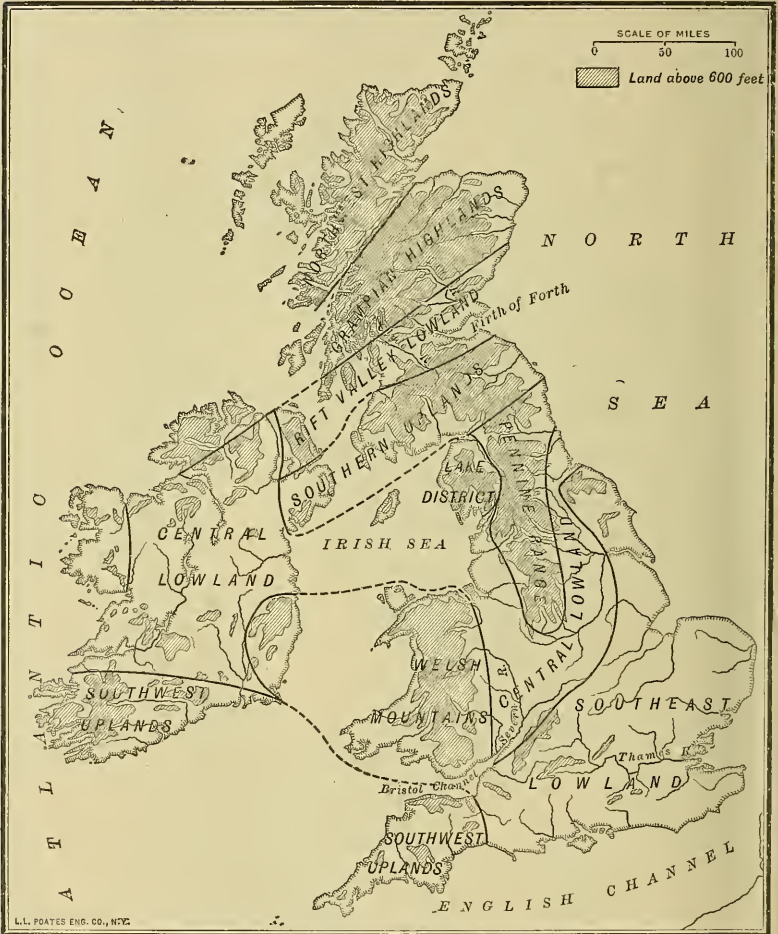 SCALE OF MILES
0 50 100
Land above 600 feet
ATLANTIC OCEAN
NORTH SEA
NORTHWEST HIGHLANDS
GRAMPIAN HIGHLANDS
RIFT VALLEY LOWLAND
Firth of Forth
SOUTHERN UPLANDS
PENNINE RANGE
LAKE
DISTRICT
IRISH SEA
CENTRAL
LOWLAND
CENTRAL LOWLAND
WELSH
MOUNTAINS
Severn R.
SOUTHWEST
UPLANDS
SOUTHEAST
LOWLAND
Thames R.
Bristol Channel
SOUTHWEST
UPLANDS
ENGLISH CHANNEL
L.L. POATES ENG. CO., N.Y.